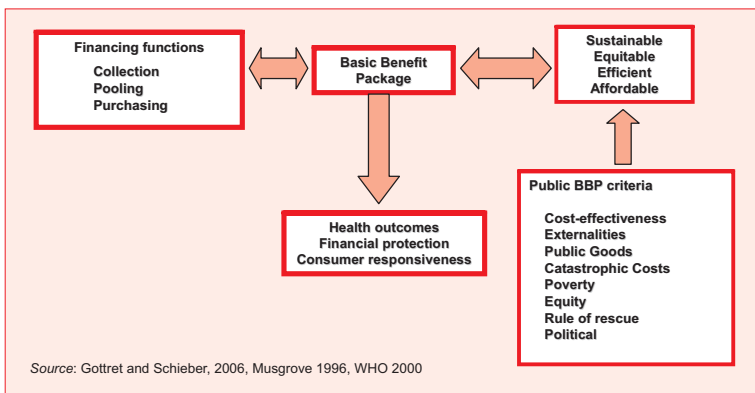 Financing functions
Collection
Pooling
Purchasing
Basic Benefit
Package
Sustainable
Equitable
Efficient
Affordable
Health outcomes
Financial protection
Consumer responsiveness
Public BBP criteria
Cost-effectiveness
Externalities
Public Goods
Catastrophic Costs
Poverty
Equity
Rule of rescue
Political
Source: Gottret and Schieber, 2006, Musgrove 1996, WHO 2000